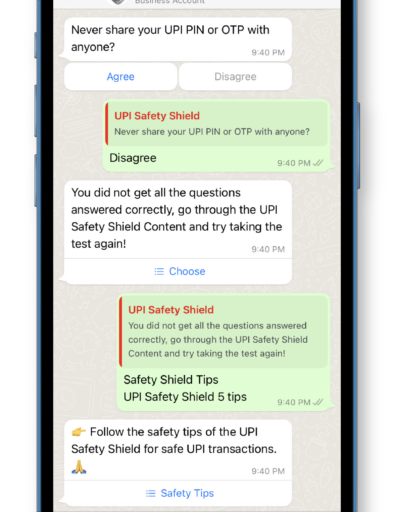 Business Account
Never share your UPI PIN or OTP with
anyone?
9:40 PM
Agree
Disagree
UPI Safety Shield
Never share your UPI PIN or OTP with anyone?
Disagree
9:40 PM
You did not get all the questions
answered correctly, go through the UPI
Safety Shield Content and try taking the
test again!
9:40 PM
Choose
UPI Safety Shield
You did not get all the questions answered
correctly, go through the UPI Safety Shield
Content and try taking the test again!
Safety Shield Tips
UPI Safety Shield 5 tips
9:40 PM
👉 Follow the safety tips of the UPI
Safety Shield for safe UPI transactions.
🙏
9:40 PM
Safety Tips